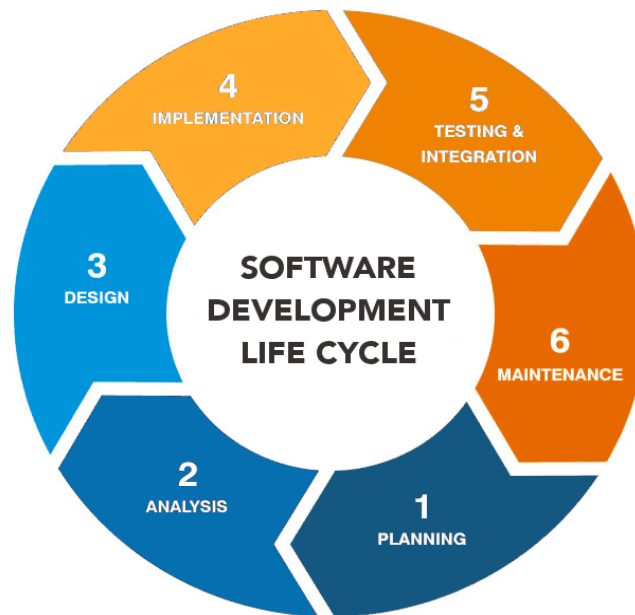 SOFTWARE
DEVELOPMENT
LIFE CYCLE
1
PLANNING
2
ANALYSIS
3
DESIGN
4
IMPLEMENTATION
5
TESTING &
INTEGRATION
6
MAINTENANCE